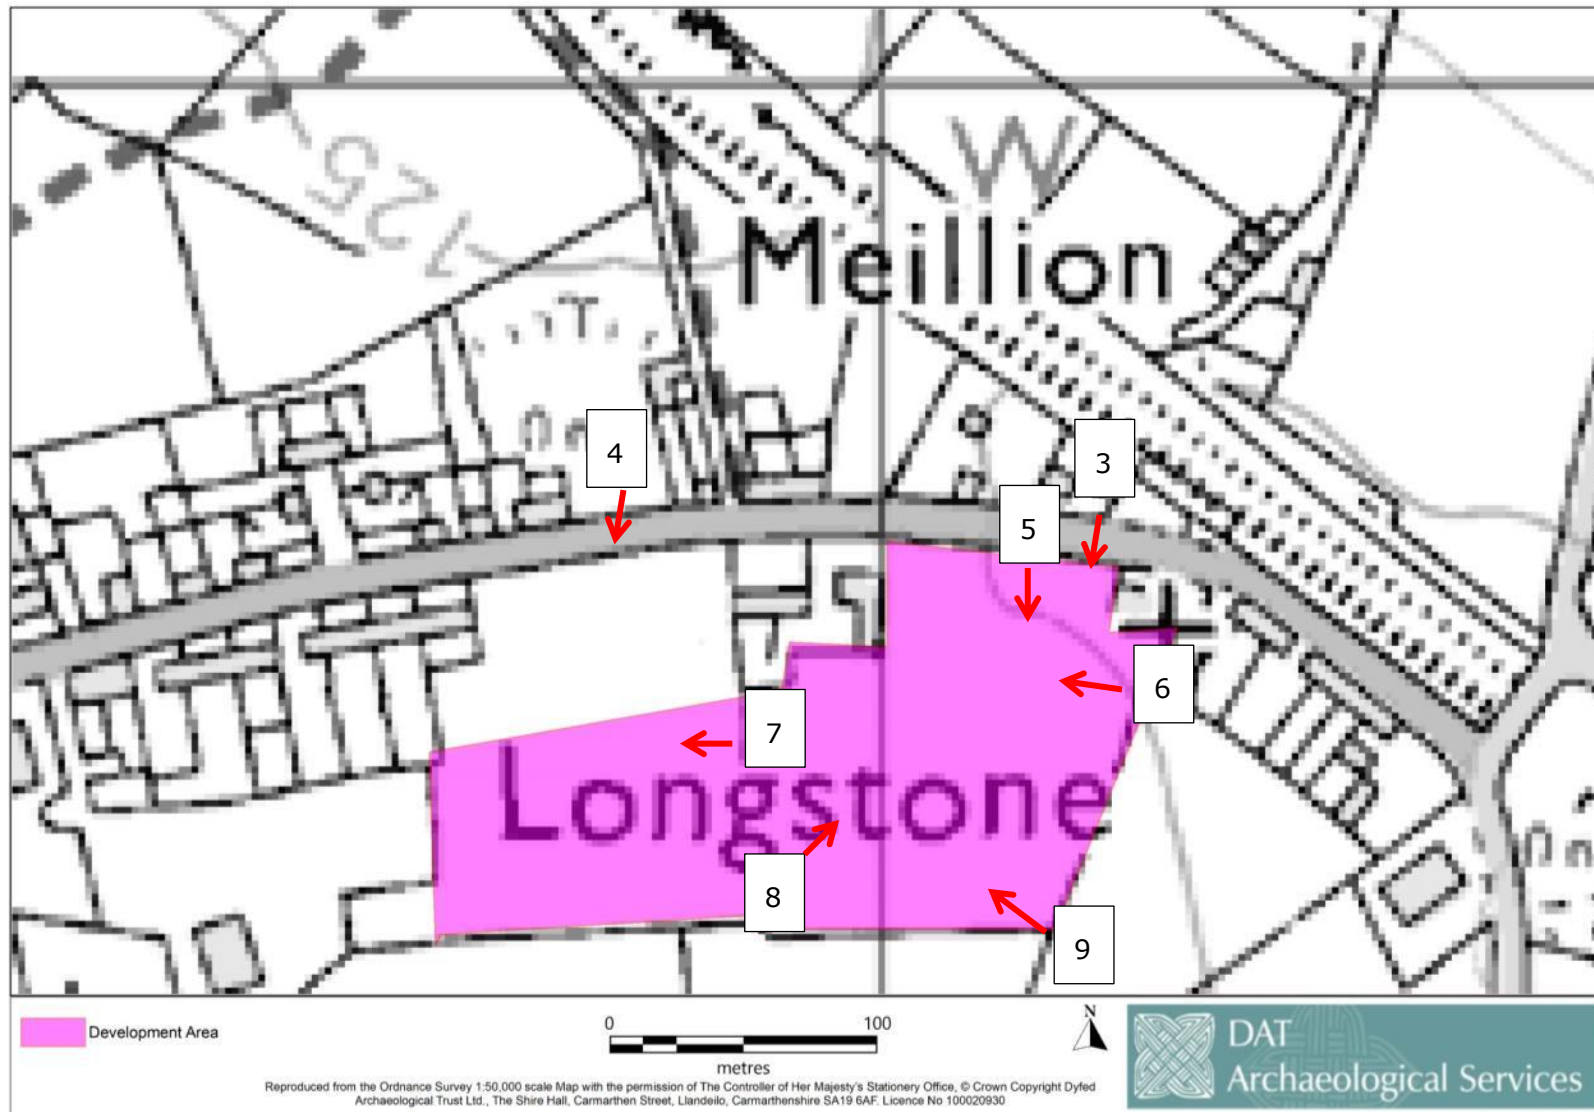 125
W
Meillion
4
3
5
6
7
Longstone
8
9
Development Area
0 100
metres
N
DAT
Archaeological Services
Reproduced from the Ordnance Survey 1:50,000 scale Map with the permission of The Controller of Her Majesty's Stationery Office, © Crown Copyright Dyfed
Archaeological Trust Ltd., The Shire Hall, Carmarthen Street, Llandeilo, Carmarthenshire SA19 6AF. Licence No 100020930